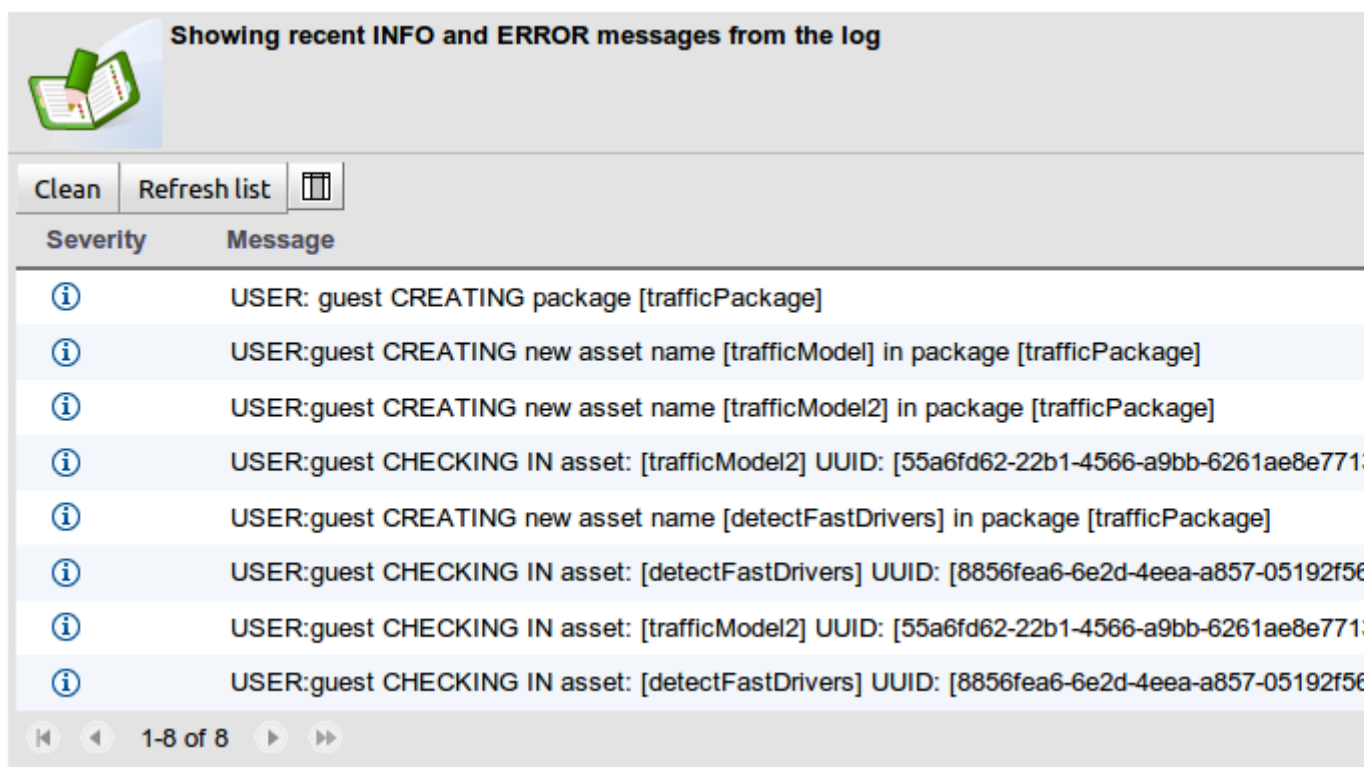 Showing recent INFO and ERROR messages from the log
Clean Refresh list
Severity Message
USER: guest CREATING package [trafficPackage]
USER:guest CREATING new asset name [trafficModel] in package [trafficPackage]
USER:guest CREATING new asset name [trafficModel2] in package [trafficPackage]
USER:guest CHECKING IN asset: [trafficModel2] UUID: [55a6fd62-22b1-4566-a9bb-6261ae8e7713
USER:guest CREATING new asset name [detectFastDrivers] in package [trafficPackage]
USER:guest CHECKING IN asset: [detectFastDrivers] UUID: [8856fea6-6e2d-4eea-a857-05192f56
USER:guest CHECKING IN asset: [trafficModel2] UUID: [55a6fd62-22b1-4566-a9bb-6261ae8e7713
USER:guest CHECKING IN asset: [detectFastDrivers] UUID: [8856fea6-6e2d-4eea-a857-05192f56
1-8 of 8